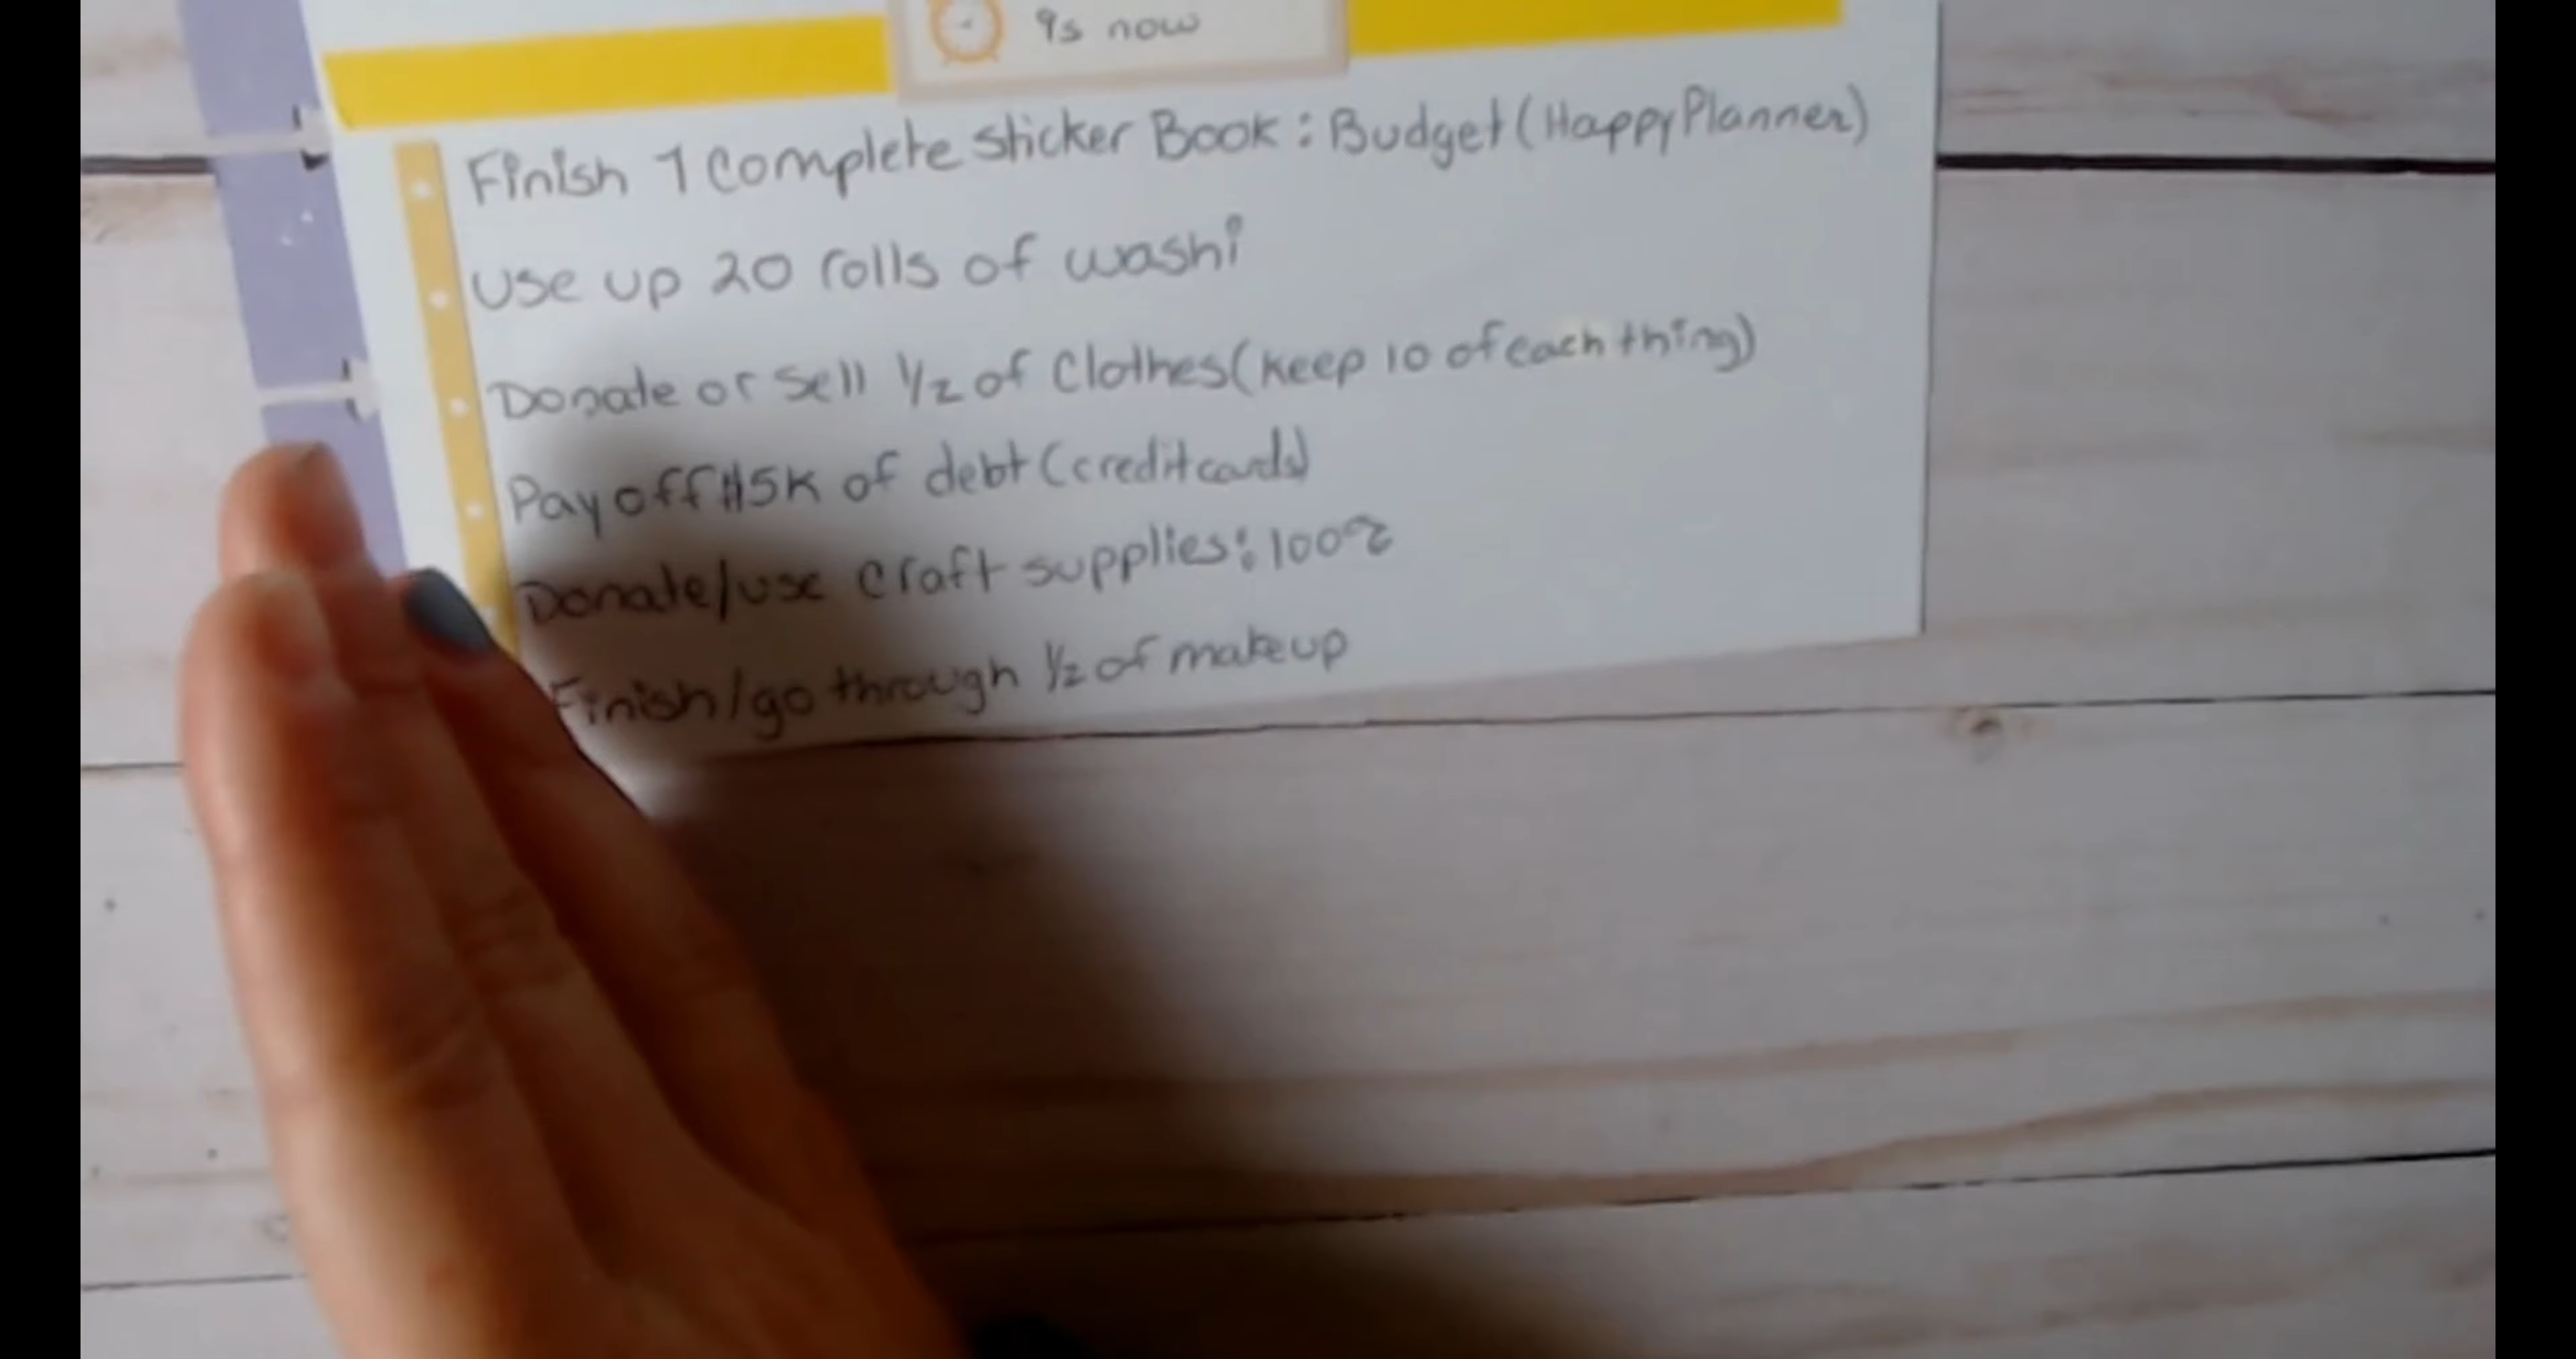 is now
Finish 1 Complete sticker Book: Budget (Happy Planner)
Use up 20 rolls of washi
Donate or Sell 1/2 of Clothes (keep 10 of each thing)
Pay off $5K of debt (credit cards)
Donate/use Craft supplies: 100%
Finish/go through 1/2 of makeup